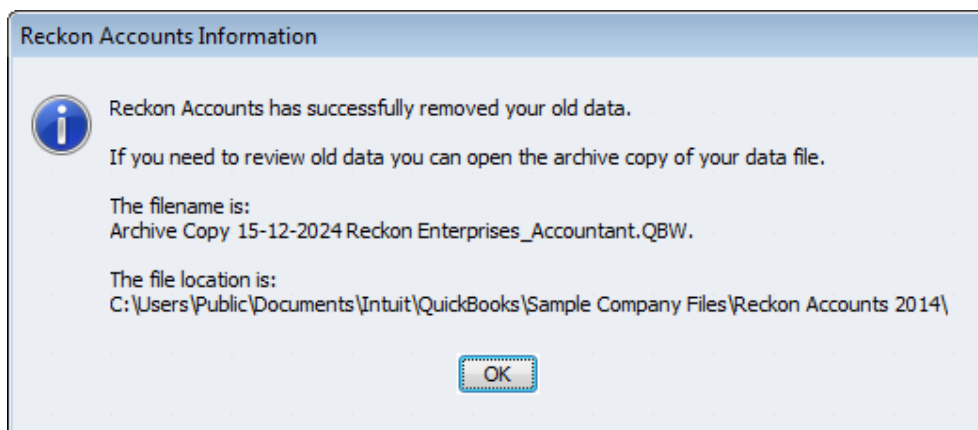 Reckon Accounts Information
Reckon Accounts has successfully removed your old data.
If you need to review old data you can open the archive copy of your data file.
The filename is:
Archive Copy 15-12-2024 Reckon Enterprises_Accountant.QBW.
The file location is:
C:\Users\Public\Documents\Intuit\QuickBooks\Sample Company Files\Reckon Accounts 2014\
OK